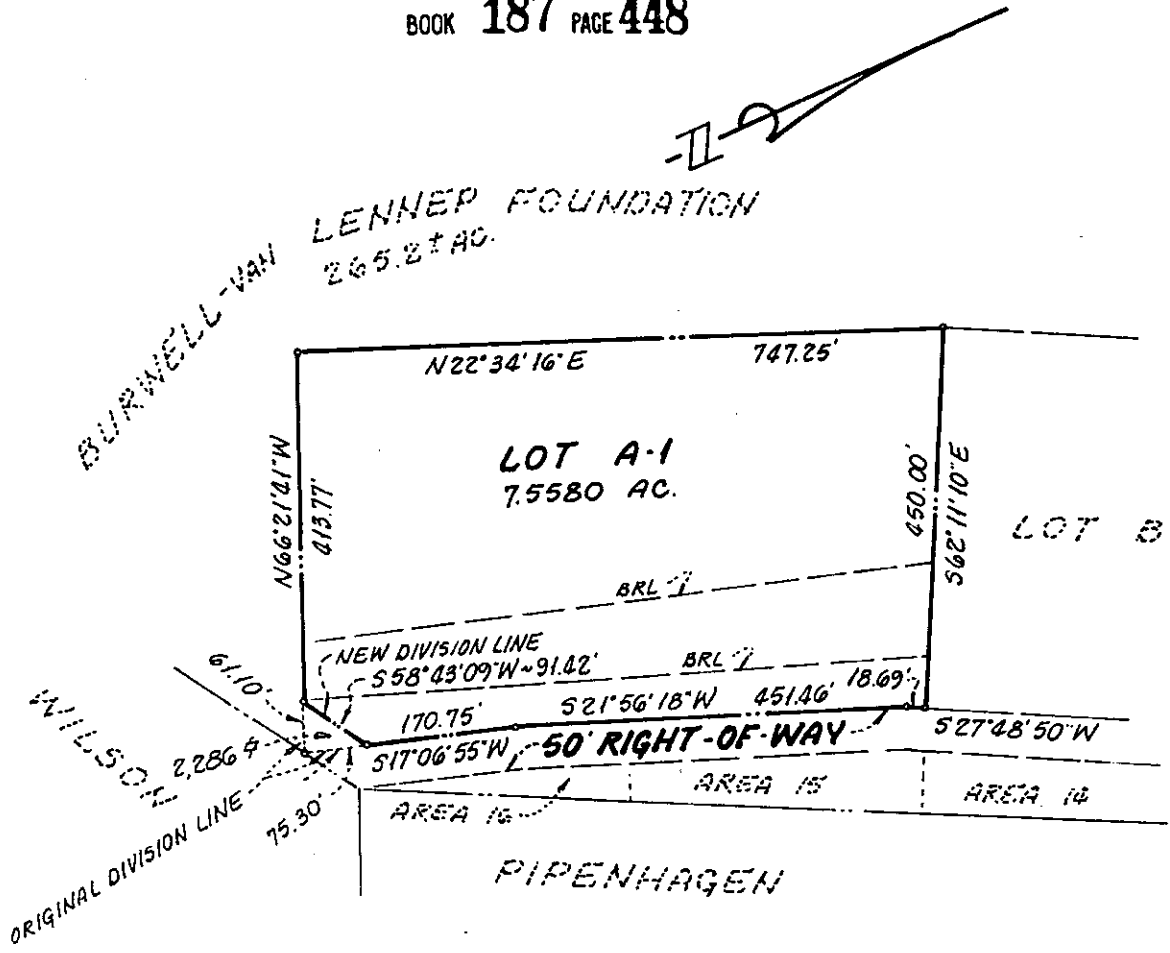 BOOK 187 PAGE 448
N
BURWELL-VAN LENNEP FOUNDATION
265.2± AC.
N22°34'16"E 747.25'
N66°21'41"W
413.77'
LOT A-1
7.5580 AC.
450.00'
S62°11'10"E
LOT B
BRL
NEW DIVISION LINE
S58°43'09"W~91.42'
BRL
61.10'
170.75'
S21°56'18"W 451.46' 18.69'
S17°06'55"W
50' RIGHT-OF-WAY
S27°48'50"W
WILSON
2,286 ⌀
75.30'
AREA 16
AREA 15
AREA 14
ORIGINAL DIVISION LINE
PIPENHAGEN